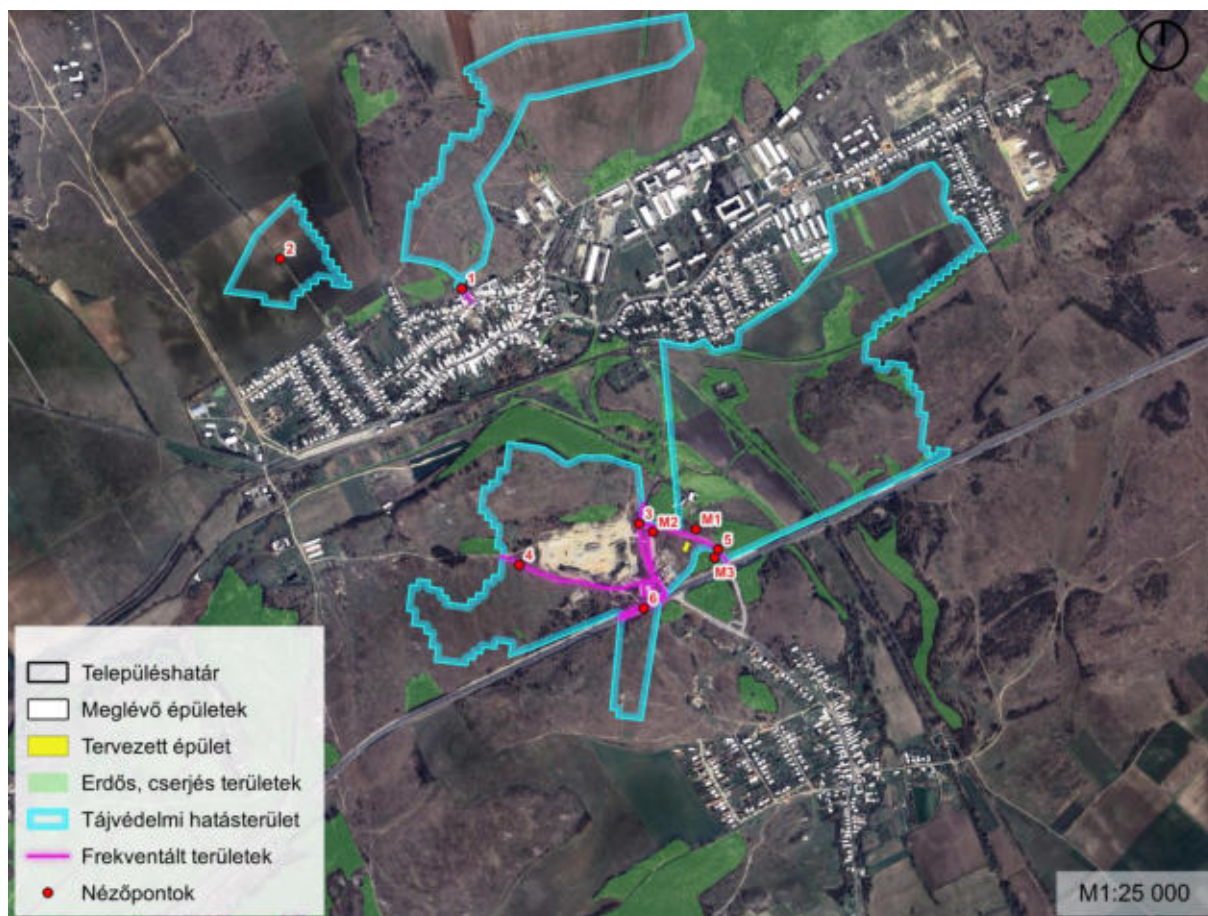 2
1
3
M2
M1
5
M3
4
6
Településhatár
Meglévő épületek
Tervezett épület
Erdős, cserjés területek
Tájvédelmi hatásterület
Frekventált területek
Nézőpontok
M1:25 000